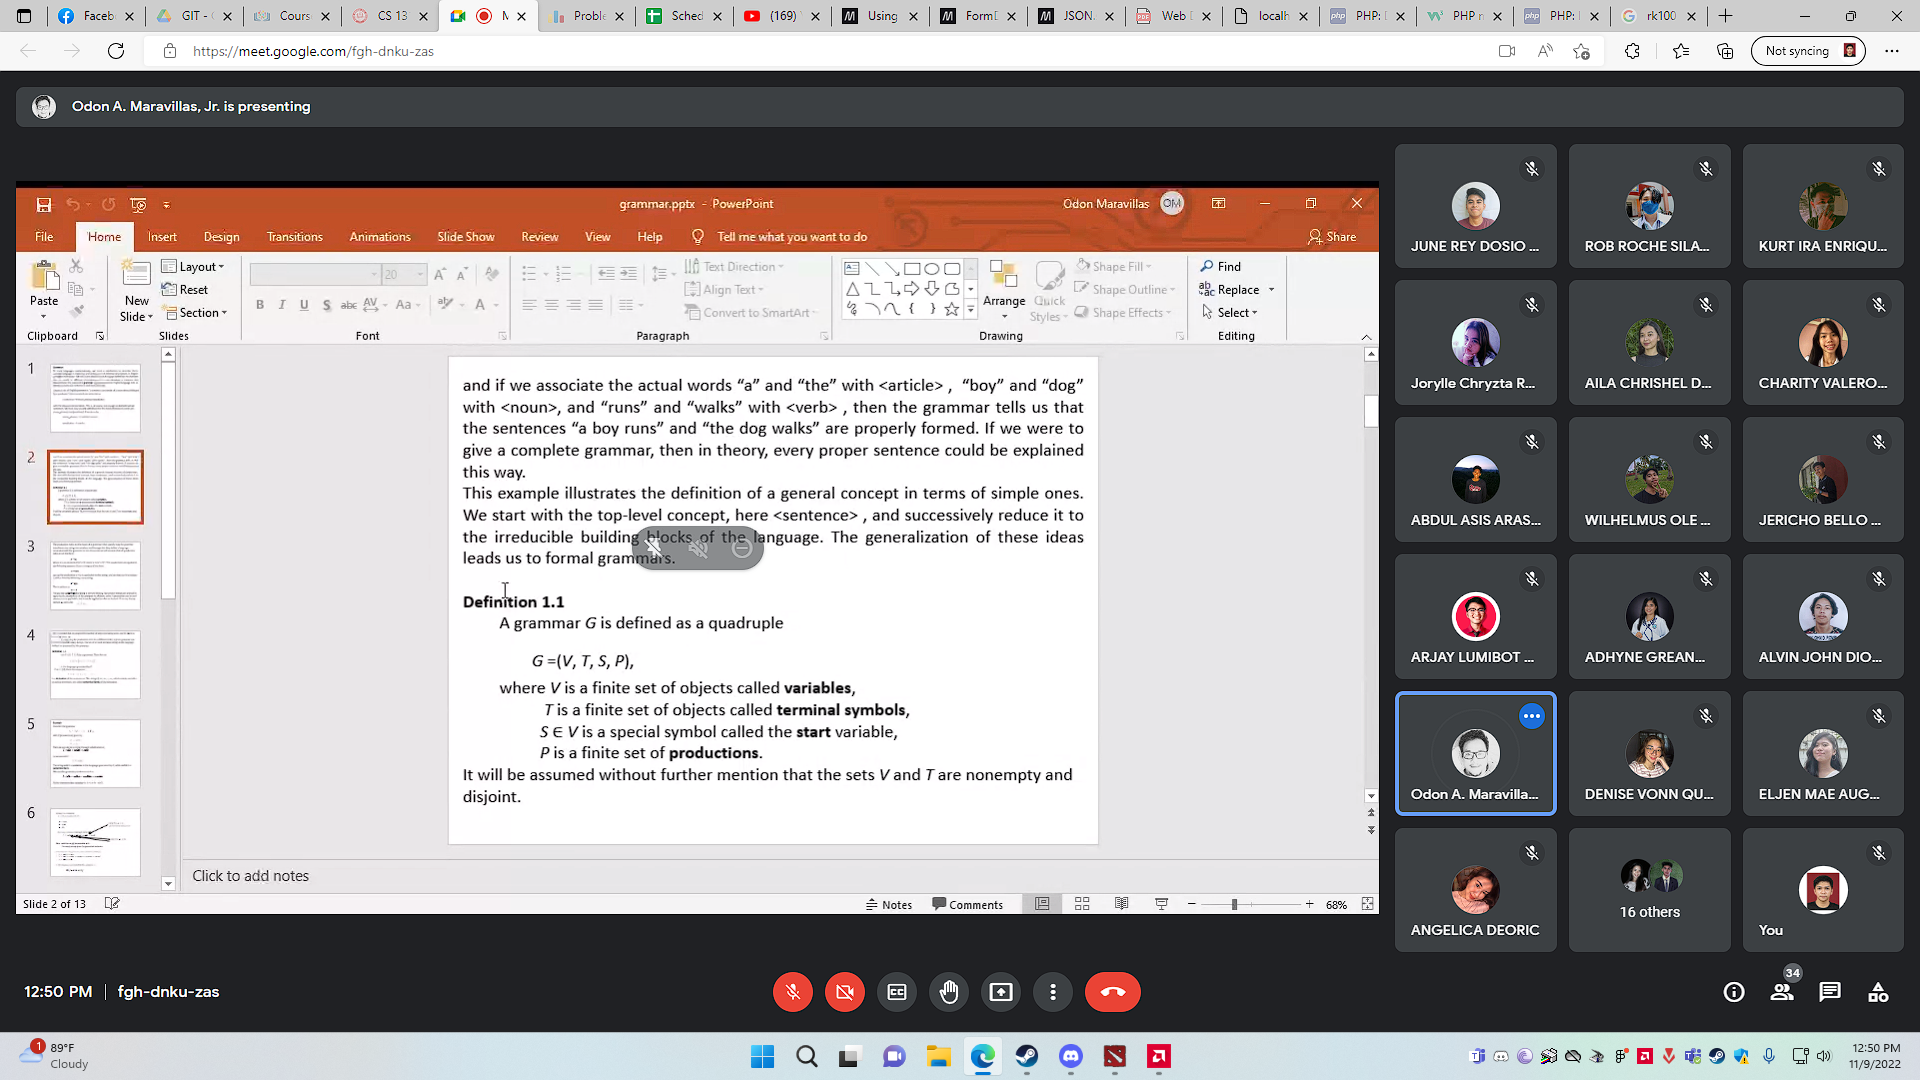 Faceb
GIT -
Cours
CS 13
M
Proble
Sched
(169)
Using
FormD
JSON.
Web D
localh
PHP:
PHP r
PHP:
rk100
https://meet.google.com/fgh-dnku-zas
Not syncing
Odon A. Maravillas, Jr. is presenting
grammar.pptx - PowerPoint
Odon Maravillas OM
File Home Insert Design Transitions Animations Slide Show Review View Help Tell me what you want to do Share
Paste
Clipboard
New
Slide
Layout
Reset
Section
Slides
20
B I U S abc AV Aa A
Font
Text Direction
Align Text
Convert to SmartArt
Paragraph
Arrange
Quick
Styles
Shape Fill
Shape Outline
Shape Effects
Drawing
Find
Replace
Select
Editing
1
2
3
4
5
6
and if we associate the actual words “a” and “the” with <article> , “boy” and “dog”
with <noun>, and “runs” and “walks” with <verb> , then the grammar tells us that
the sentences “a boy runs” and “the dog walks” are properly formed. If we were to
give a complete grammar, then in theory, every proper sentence could be explained
this way.
This example illustrates the definition of a general concept in terms of simple ones.
We start with the top-level concept, here <sentence> , and successively reduce it to
the irreducible building blocks of the language. The generalization of these ideas
leads us to formal grammars.
Definition 1.1
A grammar G is defined as a quadruple
G =(V, T, S, P),
where V is a finite set of objects called variables,
T is a finite set of objects called terminal symbols,
S ∈ V is a special symbol called the start variable,
P is a finite set of productions.
It will be assumed without further mention that the sets V and T are nonempty and
disjoint.
Click to add notes
Slide 2 of 13
Notes
Comments
68%
JUNE REY DOSIO ...
ROB ROCHE SILA...
KURT IRA ENRIQU...
Jorylle Chryzta R...
AILA CHRISHEL D...
CHARITY VALERO...
ABDUL ASIS ARAS...
WILHELMUS OLE ...
JERICHO BELLO ...
ARJAY LUMIBOT ...
ADHYNE GREAN...
ALVIN JOHN DIO...
Odon A. Maravilla...
DENISE VONN QU...
ELJEN MAE AUG...
ANGELICA DEORIC
16 others
You
12:50 PM | fgh-dnku-zas
34
1
89°F
Cloudy
12:50 PM
11/9/2022